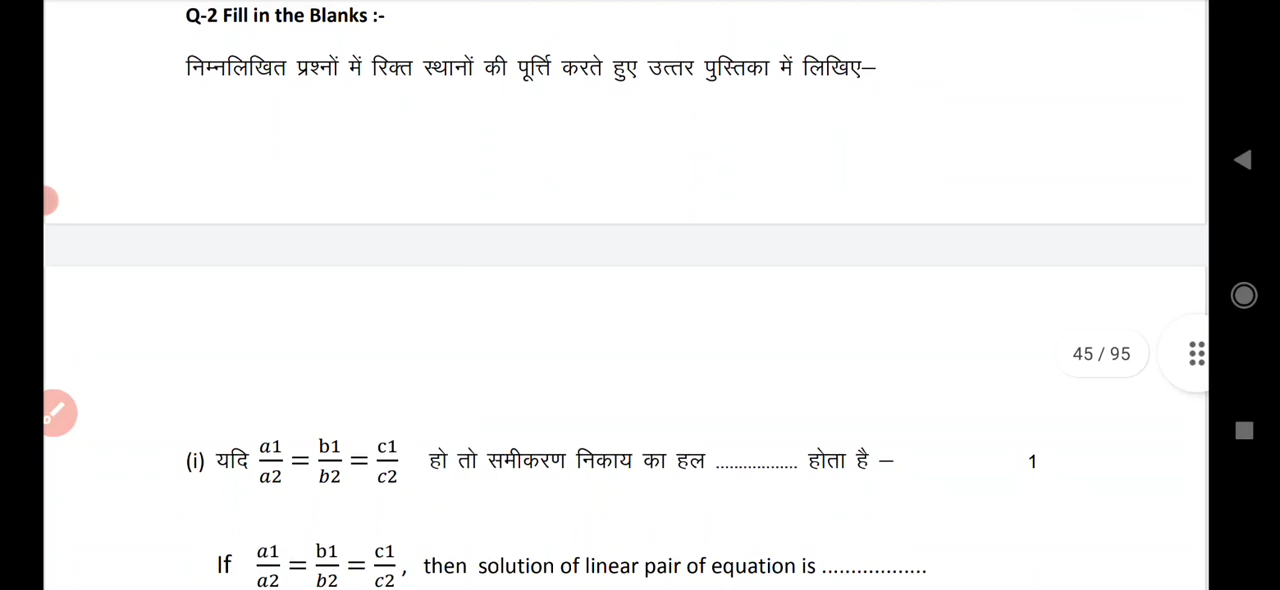 Q-2 Fill in the Blanks :-
निम्नलिखित प्रश्नों में रिक्त स्थानों की पूर्त्ति करते हुए उत्तर पुस्तिका में लिखिए–
45 / 95
(i) यदि a1/a2 = b1/b2 = c1/c2 हो तो समीकरण निकाय का हल .................. होता है – 1
If a1/a2 = b1/b2 = c1/c2 , then solution of linear pair of equation is ..................